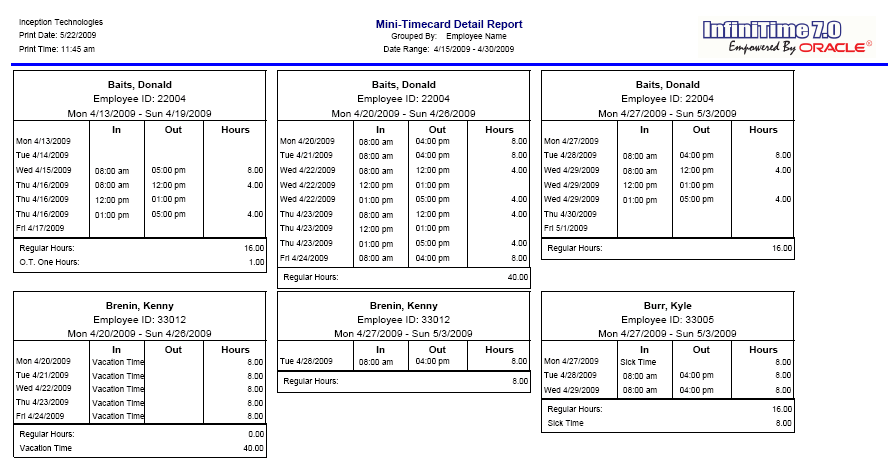 Inception Technologies
Print Date: 5/22/2009
Print Time: 11:45 am
Mini-Timecard Detail Report
Grouped By: Employee Name
Date Range: 4/15/2009 - 4/30/2009
InfiniTime 7.0
Empowered By ORACLE®
Baits, Donald
Employee ID: 22004
Mon 4/13/2009 - Sun 4/19/2009
In Out Hours
Mon 4/13/2009
Tue 4/14/2009
Wed 4/15/2009 08:00 am 05:00 pm 8.00
Thu 4/16/2009 08:00 am 12:00 pm 4.00
Thu 4/16/2009 12:00 pm 01:00 pm
Thu 4/16/2009 01:00 pm 05:00 pm 4.00
Fri 4/17/2009
Regular Hours: 16.00
O.T. One Hours: 1.00
Baits, Donald
Employee ID: 22004
Mon 4/20/2009 - Sun 4/26/2009
In Out Hours
Mon 4/20/2009 08:00 am 04:00 pm 8.00
Tue 4/21/2009 08:00 am 04:00 pm 8.00
Wed 4/22/2009 08:00 am 12:00 pm 4.00
Wed 4/22/2009 12:00 pm 01:00 pm
Wed 4/22/2009 01:00 pm 05:00 pm 4.00
Thu 4/23/2009 08:00 am 12:00 pm 4.00
Thu 4/23/2009 12:00 pm 01:00 pm
Thu 4/23/2009 01:00 pm 05:00 pm 4.00
Fri 4/24/2009 08:00 am 04:00 pm 8.00
Regular Hours: 40.00
Baits, Donald
Employee ID: 22004
Mon 4/27/2009 - Sun 5/3/2009
In Out Hours
Mon 4/27/2009
Tue 4/28/2009 08:00 am 04:00 pm 8.00
Wed 4/29/2009 08:00 am 12:00 pm 4.00
Wed 4/29/2009 12:00 pm 01:00 pm
Wed 4/29/2009 01:00 pm 05:00 pm 4.00
Thu 4/30/2009
Fri 5/1/2009
Regular Hours: 16.00
Brenin, Kenny
Employee ID: 33012
Mon 4/20/2009 - Sun 4/26/2009
In Out Hours
Mon 4/20/2009 Vacation Time 8.00
Tue 4/21/2009 Vacation Time 8.00
Wed 4/22/2009 Vacation Time 8.00
Thu 4/23/2009 Vacation Time 8.00
Fri 4/24/2009 Vacation Time 8.00
Regular Hours: 0.00
Vacation Time 40.00
Brenin, Kenny
Employee ID: 33012
Mon 4/27/2009 - Sun 5/3/2009
In Out Hours
Tue 4/28/2009 08:00 am 04:00 pm 8.00
Regular Hours: 8.00
Burr, Kyle
Employee ID: 33005
Mon 4/27/2009 - Sun 5/3/2009
In Out Hours
Mon 4/27/2009 Sick Time 8.00
Tue 4/28/2009 08:00 am 04:00 pm 8.00
Wed 4/29/2009 08:00 am 04:00 pm 8.00
Regular Hours: 16.00
Sick Time 8.00